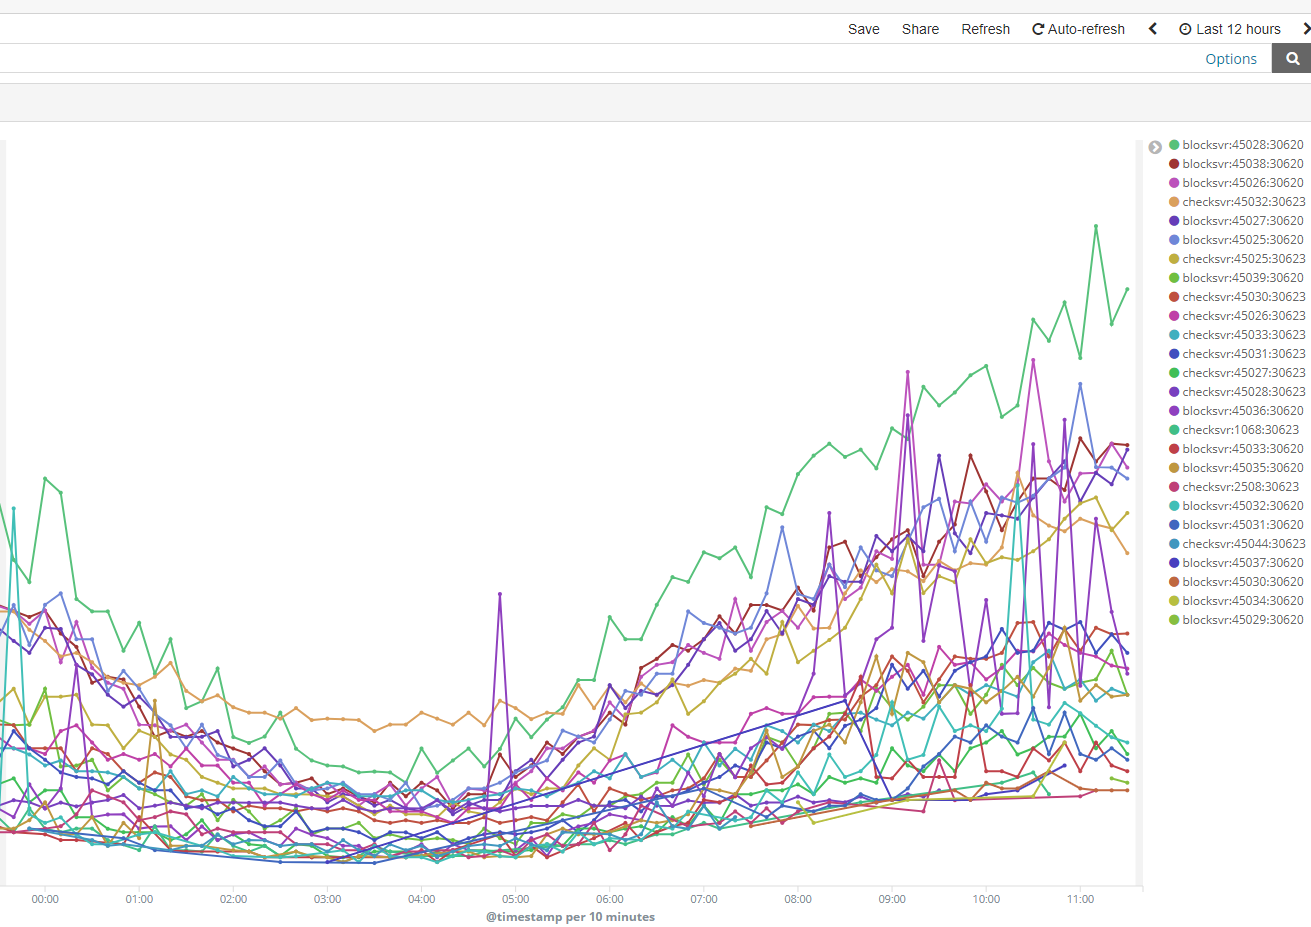 Save Share Refresh Auto-refresh Last 12 hours
Options
blocksvr:45028:30620
blocksvr:45038:30620
blocksvr:45026:30620
checksvr:45032:30623
blocksvr:45027:30620
blocksvr:45025:30620
checksvr:45025:30623
blocksvr:45039:30620
checksvr:45030:30623
checksvr:45026:30623
checksvr:45033:30623
checksvr:45031:30623
checksvr:45027:30623
checksvr:45028:30623
blocksvr:45036:30620
checksvr:1068:30623
blocksvr:45033:30620
blocksvr:45035:30620
checksvr:2508:30623
blocksvr:45032:30620
blocksvr:45031:30620
checksvr:45044:30623
blocksvr:45037:30620
blocksvr:45030:30620
blocksvr:45034:30620
blocksvr:45029:30620
00:00 01:00 02:00 03:00 04:00 05:00 06:00 07:00 08:00 09:00 10:00 11:00
@timestamp per 10 minutes